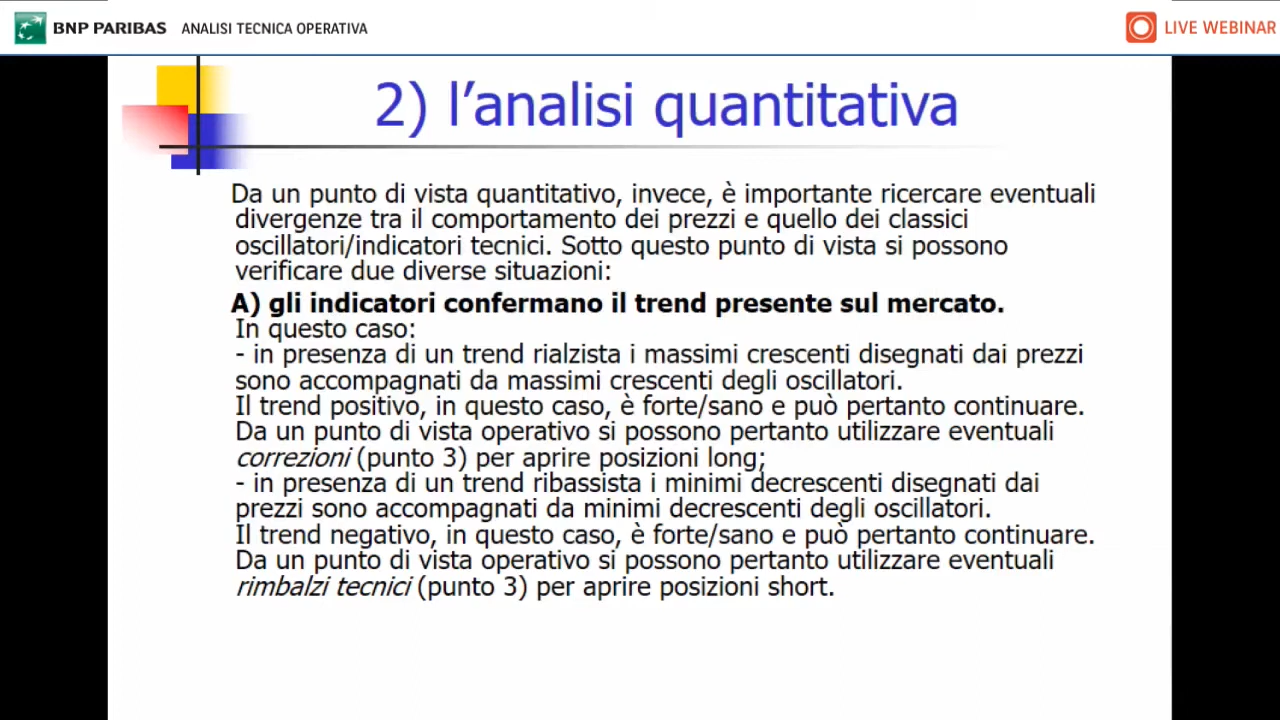 BNP PARIBAS ANALISI TECNICA OPERATIVA
LIVE WEBINAR
2) l’analisi quantitativa
Da un punto di vista quantitativo, invece, è importante ricercare eventuali
divergenze tra il comportamento dei prezzi e quello dei classici
oscillatori/indicatori tecnici. Sotto questo punto di vista si possono
verificare due diverse situazioni:
A) gli indicatori confermano il trend presente sul mercato.
In questo caso:
- in presenza di un trend rialzista i massimi crescenti disegnati dai prezzi
sono accompagnati da massimi crescenti degli oscillatori.
Il trend positivo, in questo caso, è forte/sano e può pertanto continuare.
Da un punto di vista operativo si possono pertanto utilizzare eventuali
correzioni (punto 3) per aprire posizioni long;
- in presenza di un trend ribassista i minimi decrescenti disegnati dai
prezzi sono accompagnati da minimi decrescenti degli oscillatori.
Il trend negativo, in questo caso, è forte/sano e può pertanto continuare.
Da un punto di vista operativo si possono pertanto utilizzare eventuali
rimbalzi tecnici (punto 3) per aprire posizioni short.